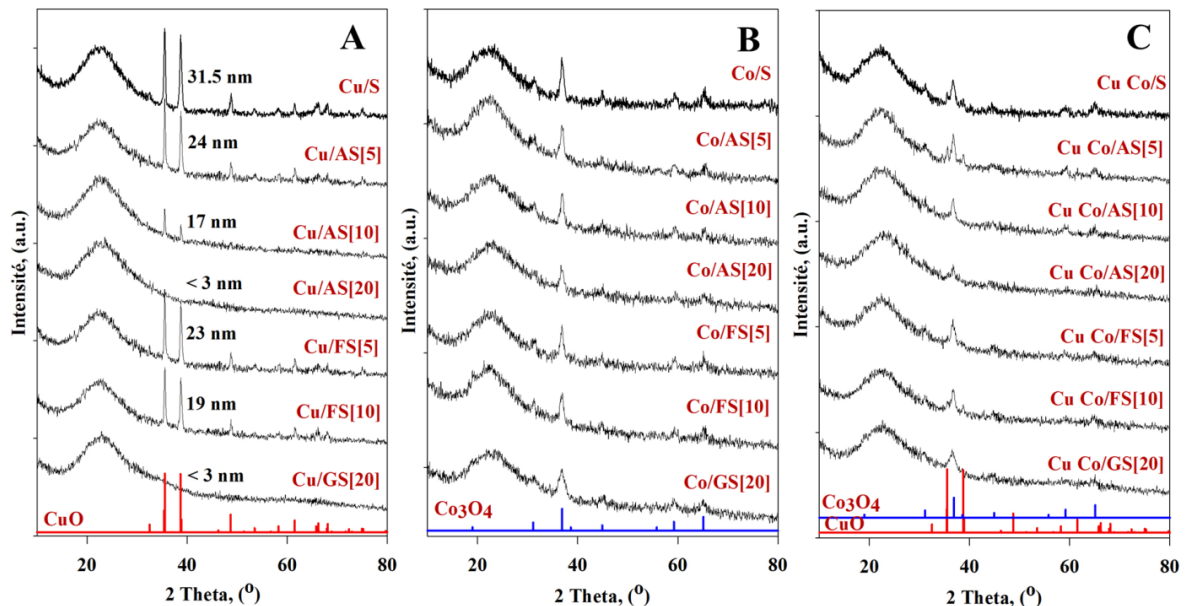 A
Intensité, (a.u.)
31.5 nm
Cu/S
24 nm
Cu/AS[5]
17 nm
Cu/AS[10]
< 3 nm
Cu/AS[20]
23 nm
Cu/FS[5]
19 nm
Cu/FS[10]
< 3 nm
Cu/GS[20]
CuO
20 40 60 80
2 Theta, (⁰)
B
Intensité, (a.u.)
Co/S
Co/AS[5]
Co/AS[10]
Co/AS[20]
Co/FS[5]
Co/FS[10]
Co/GS[20]
Co₃O₄
20 40 60 80
2 Theta, (⁰)
C
Intensité, (a.u.)
Cu Co/S
Cu Co/AS[5]
Cu Co/AS[10]
Cu Co/AS[20]
Cu Co/FS[5]
Cu Co/FS[10]
Cu Co/GS[20]
Co₃O₄
CuO
20 40 60 80
2 Theta, (⁰)